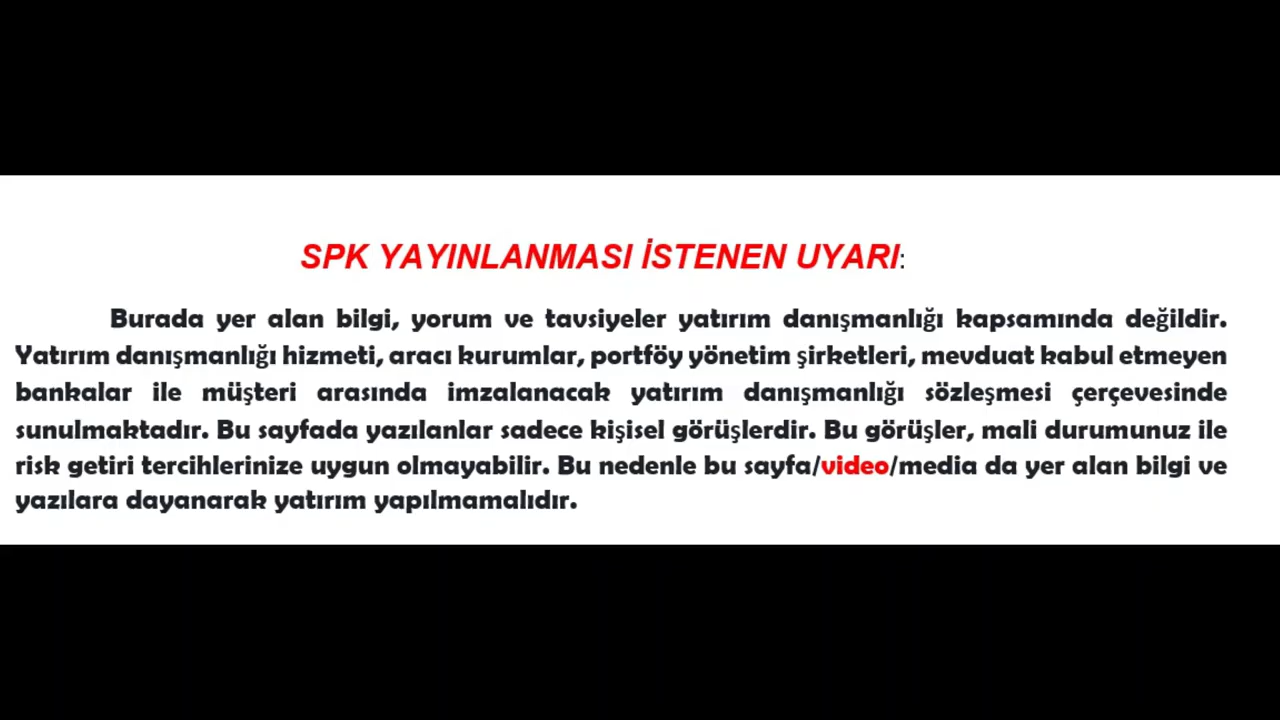 SPK YAYINLANMASI İSTENEN UYARI:
Burada yer alan bilgi, yorum ve tavsiyeler yatırım danışmanlığı kapsamında değildir.
Yatırım danışmanlığı hizmeti, aracı kurumlar, portföy yönetim şirketleri, mevduat kabul etmeyen
bankalar ile müşteri arasında imzalanacak yatırım danışmanlığı sözleşmesi çerçevesinde
sunulmaktadır. Bu sayfada yazılanlar sadece kişisel görüşlerdir. Bu görüşler, mali durumunuz ile
risk getiri tercihlerinize uygun olmayabilir. Bu nedenle bu sayfa/video/media da yer alan bilgi ve
yazılara dayanarak yatırım yapılmamalıdır.